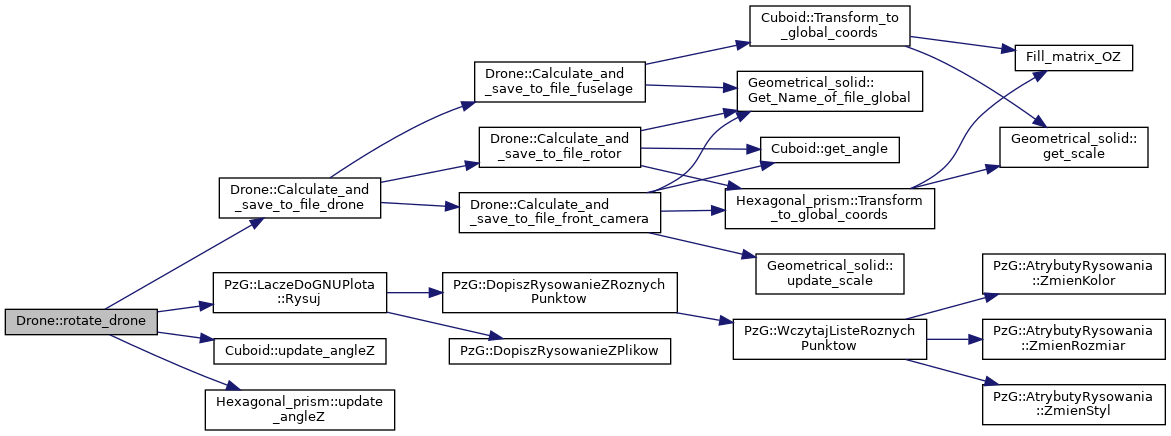 Drone::rotate_drone
Drone::Calculate_and
_save_to_file_drone
PzG::LaczeDoGNUPlota
::Rysuj
Cuboid::update_angleZ
Hexagonal_prism::update
_angleZ
Drone::Calculate_and
_save_to_file_fuselage
Drone::Calculate_and
_save_to_file_rotor
Drone::Calculate_and
_save_to_file_front_camera
PzG::DopiszRysowanieZRoznych
Punktow
PzG::DopiszRysowanieZPlikow
Cuboid::Transform_to
_global_coords
Geometrical_solid::
Get_Name_of_file_global
Cuboid::get_angle
Hexagonal_prism::Transform
_to_global_coords
Geometrical_solid::
update_scale
PzG::WczytajListeRoznych
Punktow
Fill_matrix_OZ
Geometrical_solid::
get_scale
PzG::AtrybutyRysowania
::ZmienKolor
PzG::AtrybutyRysowania
::ZmienRozmiar
PzG::AtrybutyRysowania
::ZmienStyl